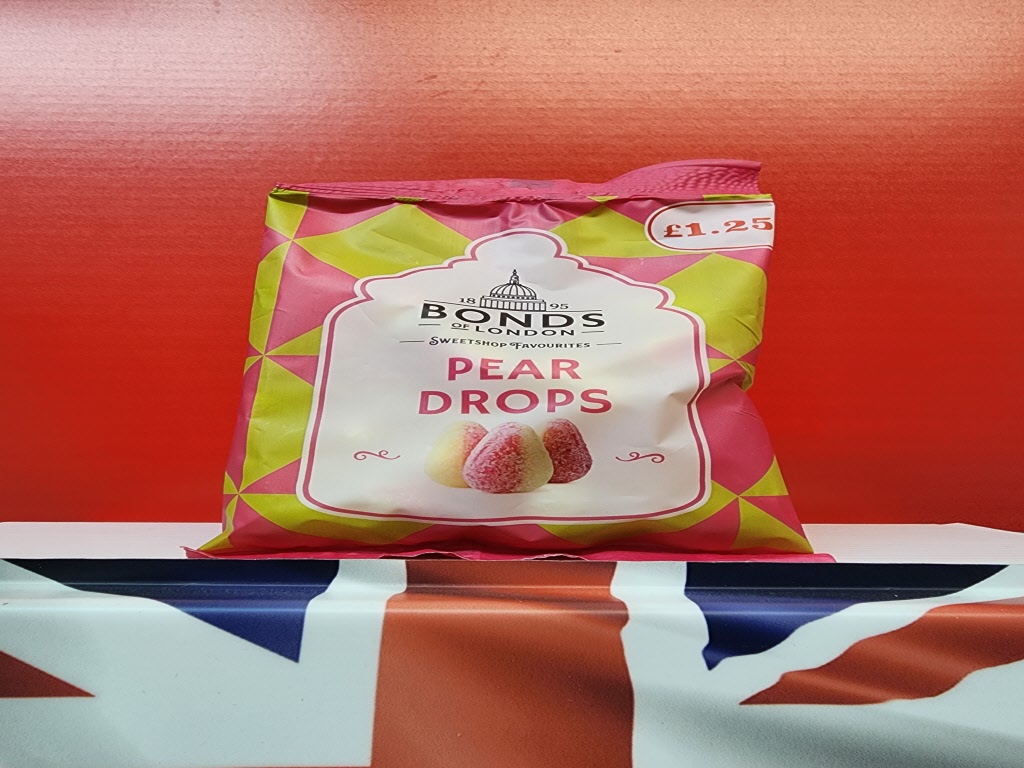 £1.25
18 95
BONDS
OF LONDON
SWEETSHOP FAVOURITES
PEAR
DROPS